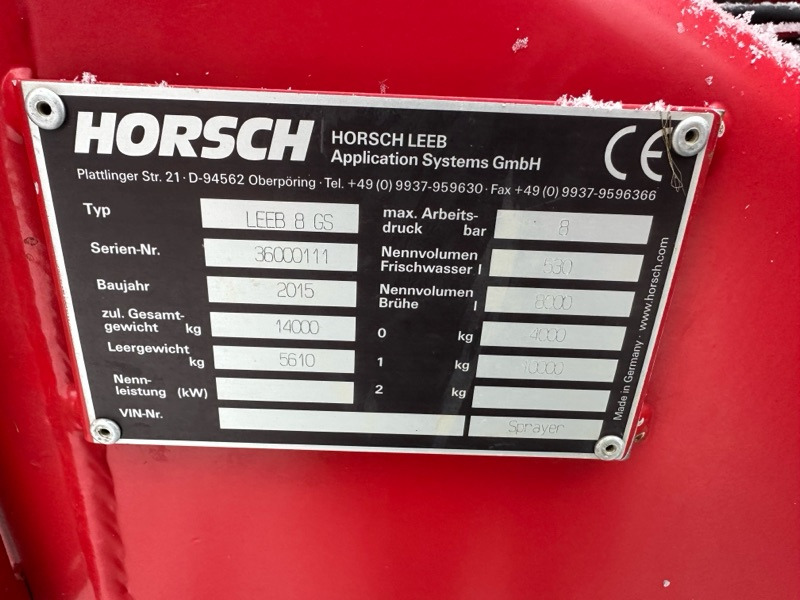 HORSCH
HORSCH LEEB
Application Systems GmbH
CE
Plattlinger Str. 21 · D-94562 Oberpöring · Tel. +49 (0) 9937-959630 · Fax +49 (0) 9937-9596366
Typ LEEB 8 GS
Serien-Nr. 36000111
Baujahr 2015
zul. Gesamt-
gewicht kg 14000
Leergewicht
kg 5610
Nenn-
leistung (kW)
VIN-Nr.
max. Arbeits-
druck bar 8
Nennvolumen
Frischwasser l 530
Nennvolumen
Brühe l 8000
0 kg 4000
1 kg 10000
2 kg
Sprayer
Made in Germany · www.horsch.com